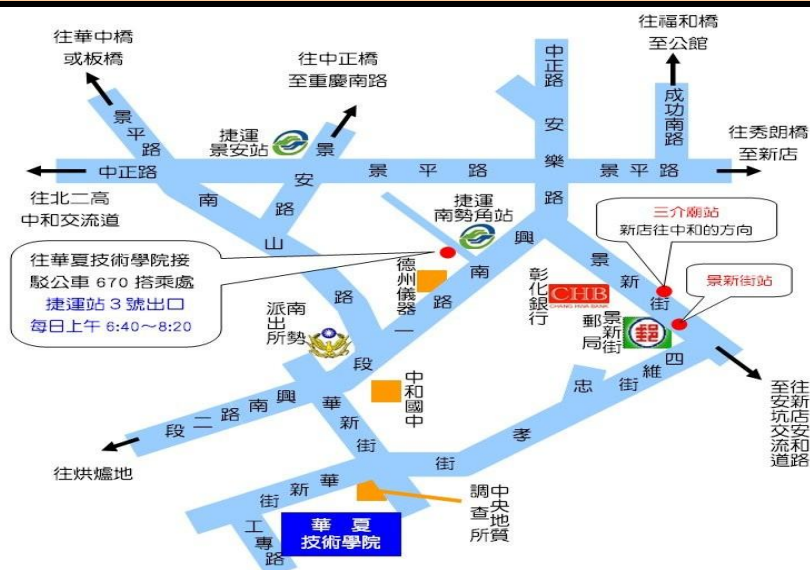 往華中橋
或板橋
往中正橋
至重慶南路
往福和橋
至公館
中正路
成功南路
往秀朗橋
至新店
景平路
捷運
景安站
景安路
中正路
景平路
安樂路
景平路
往北二高
中和交流道
南山路
捷運
南勢角站
三介廟站
新店往中和的方向
往華夏技術學院接
駁公車 670 搭乘處
捷運站3號出口
每日上午 6:40～8:20
德州儀器
興南路一段
景新街
彰化銀行
CHB
CHANG HWA BANK
景新街站
景新街
郵局
郵
南勢
派出所
中和國中
四維街
忠孝街
往新店安和路
至安坑交流道
興南路二段
華新街
往烘爐地
華新街
中央地質
調查所
工專路
華夏
技術學院